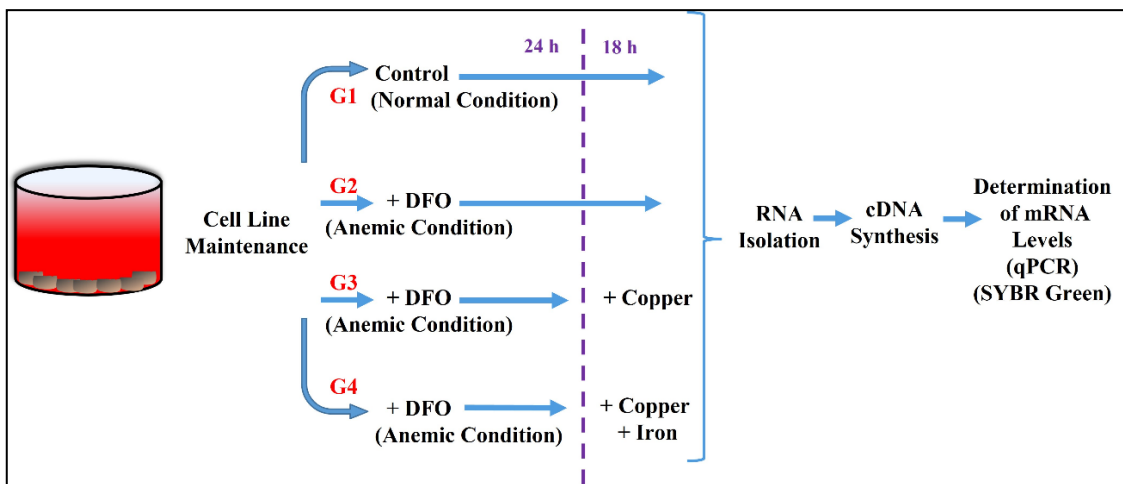 24 h
18 h
Control
(Normal Condition)
G1
Cell Line
Maintenance
G2
+ DFO
(Anemic Condition)
G3
+ DFO
(Anemic Condition)
+ Copper
G4
+ DFO
(Anemic Condition)
+ Copper
+ Iron
RNA
Isolation
cDNA
Synthesis
Determination
of mRNA
Levels
(qPCR)
(SYBR Green)